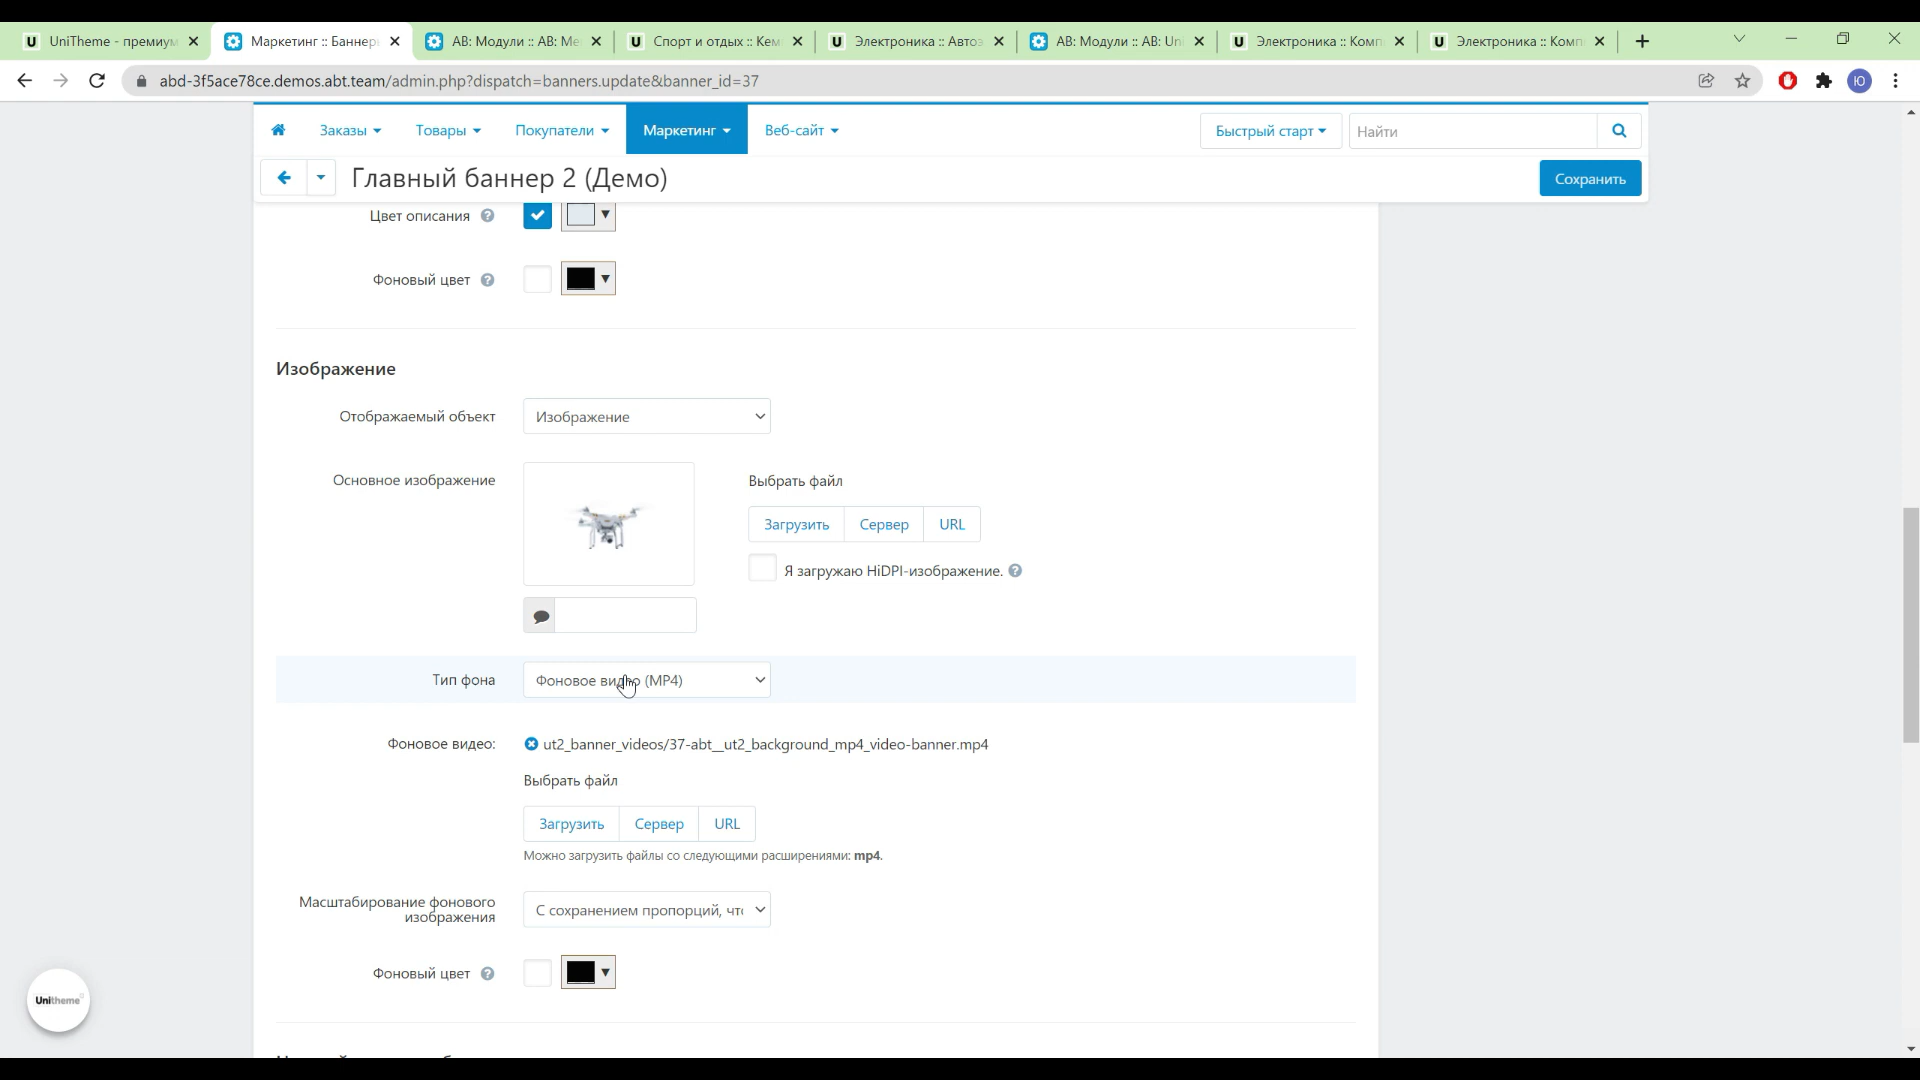 UniTheme - премиум
Маркетинг :: Баннер
АВ: Модули :: АВ: Ме
Спорт и отдых :: Кем
Электроника :: Автоэ
АВ: Модули :: АВ: Uni
Электроника :: Комп
Электроника :: Комп
abd-3f5ace78ce.demos.abt.team/admin.php?dispatch=banners.update&banner_id=37
Ю
Заказы
Товары
Покупатели
Маркетинг
Веб-сайт
Быстрый старт
Найти
Главный баннер 2 (Демо)
Сохранить
Цвет описания
Фоновый цвет
Изображение
Отображаемый объект
Изображение
Основное изображение
Выбрать файл
Загрузить
Сервер
URL
Я загружаю HiDPI-изображение.
Тип фона
Фоновое видео (MP4)
Фоновое видео:
ut2_banner_videos/37-abt__ut2_background_mp4_video-banner.mp4
Выбрать файл
Загрузить
Сервер
URL
Можно загрузить файлы со следующими расширениями: mp4.
Масштабирование фонового
изображения
С сохранением пропорций, что
Фоновый цвет
Unitheme